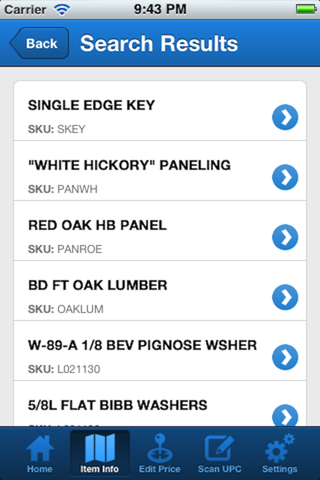 Carrier 9:43 PM
Back Search Results
SINGLE EDGE KEY
SKU: SKEY
"WHITE HICKORY" PANELING
SKU: PANWH
RED OAK HB PANEL
SKU: PANROE
BD FT OAK LUMBER
SKU: OAKLUM
W-89-A 1/8 BEV PIGNOSE WSHER
SKU: L021130
5/8L FLAT BIBB WASHERS
Home Item Info Edit Price Scan UPC Settings